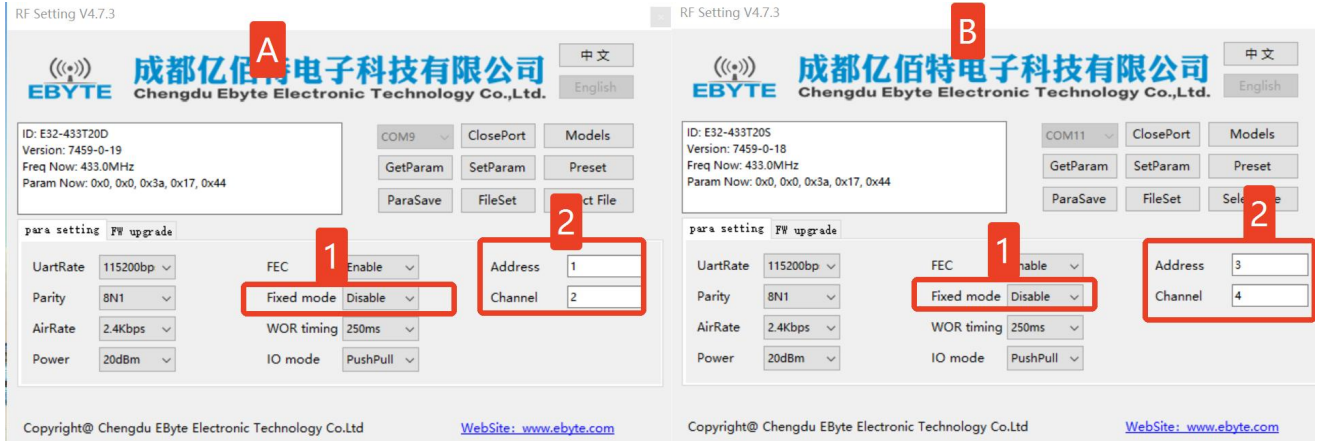 RF Setting V4.7.3
A
EBYTE
成都亿佰特电子科技有限公司
Chengdu Ebyte Electronic Technology Co.,Ltd.
中文
English
ID: E32-433T20D
Version: 7459-0-19
Freq Now: 433.0MHz
Param Now: 0x0, 0x0, 0x3a, 0x17, 0x44
COM9 ClosePort Models
GetParam SetParam Preset
ParaSave FileSet File
para setting FW upgrade
1
2
UartRate 115200bp FEC Enable Address 1
Parity 8N1 Fixed mode Disable Channel 2
AirRate 2.4Kbps WOR timing 250ms
Power 20dBm IO mode PushPull
Copyright@ Chengdu EByte Electronic Technology Co.Ltd WebSite: www.ebyte.com
RF Setting V4.7.3
B
EBYTE
成都亿佰特电子科技有限公司
Chengdu Ebyte Electronic Technology Co.,Ltd.
中文
English
ID: E32-433T20S
Version: 7459-0-18
Freq Now: 433.0MHz
Param Now: 0x0, 0x0, 0x3a, 0x17, 0x44
COM11 ClosePort Models
GetParam SetParam Preset
ParaSave FileSet
para setting FW upgrade
1
2
UartRate 115200bp FEC Address 3
Parity 8N1 Fixed mode Disable Channel 4
AirRate 2.4Kbps WOR timing 250ms
Power 20dBm IO mode PushPull
Copyright@ Chengdu EByte Electronic Technology Co.Ltd WebSite: www.ebyte.com